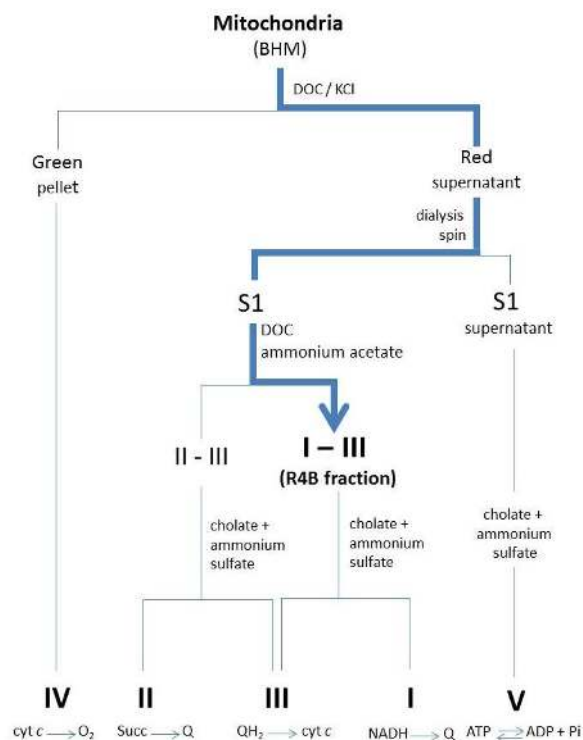 Mitochondria
(BHM)
DOC / KCl
Green
pellet
Red
supernatant
dialysis
spin
S1
S1
supernatant
DOC
ammonium acetate
II - III
I – III
(R4B fraction)
cholate +
ammonium
sulfate
cholate +
ammonium
sulfate
cholate +
ammonium
sulfate
IV II III I V
cyt c → O₂ Succ → Q QH₂ → cyt c NADH → Q ATP ⇌ ADP + Pi